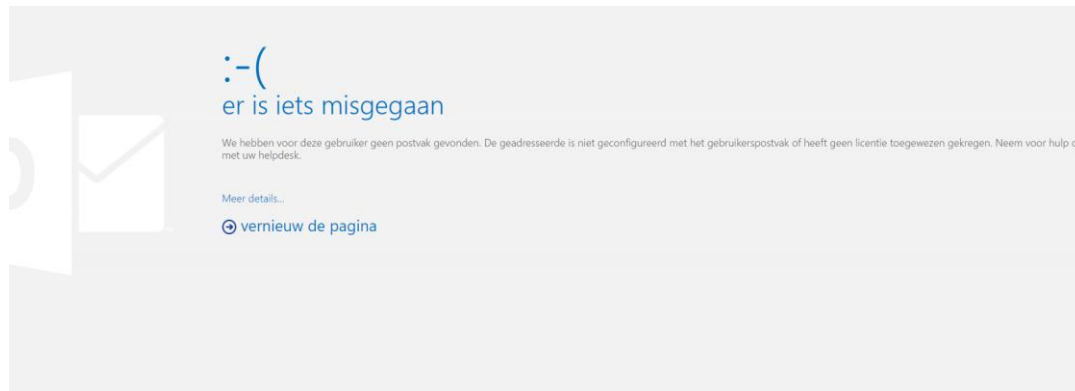 :-(
er is iets misgegaan
We hebben voor deze gebruiker geen postvak gevonden. De geadresseerde is niet geconfigureerd met het gebruikerspostvak of heeft geen licentie toegewezen gekregen. Neem voor hulp
met uw helpdesk.
Meer details...
vernieuw de pagina